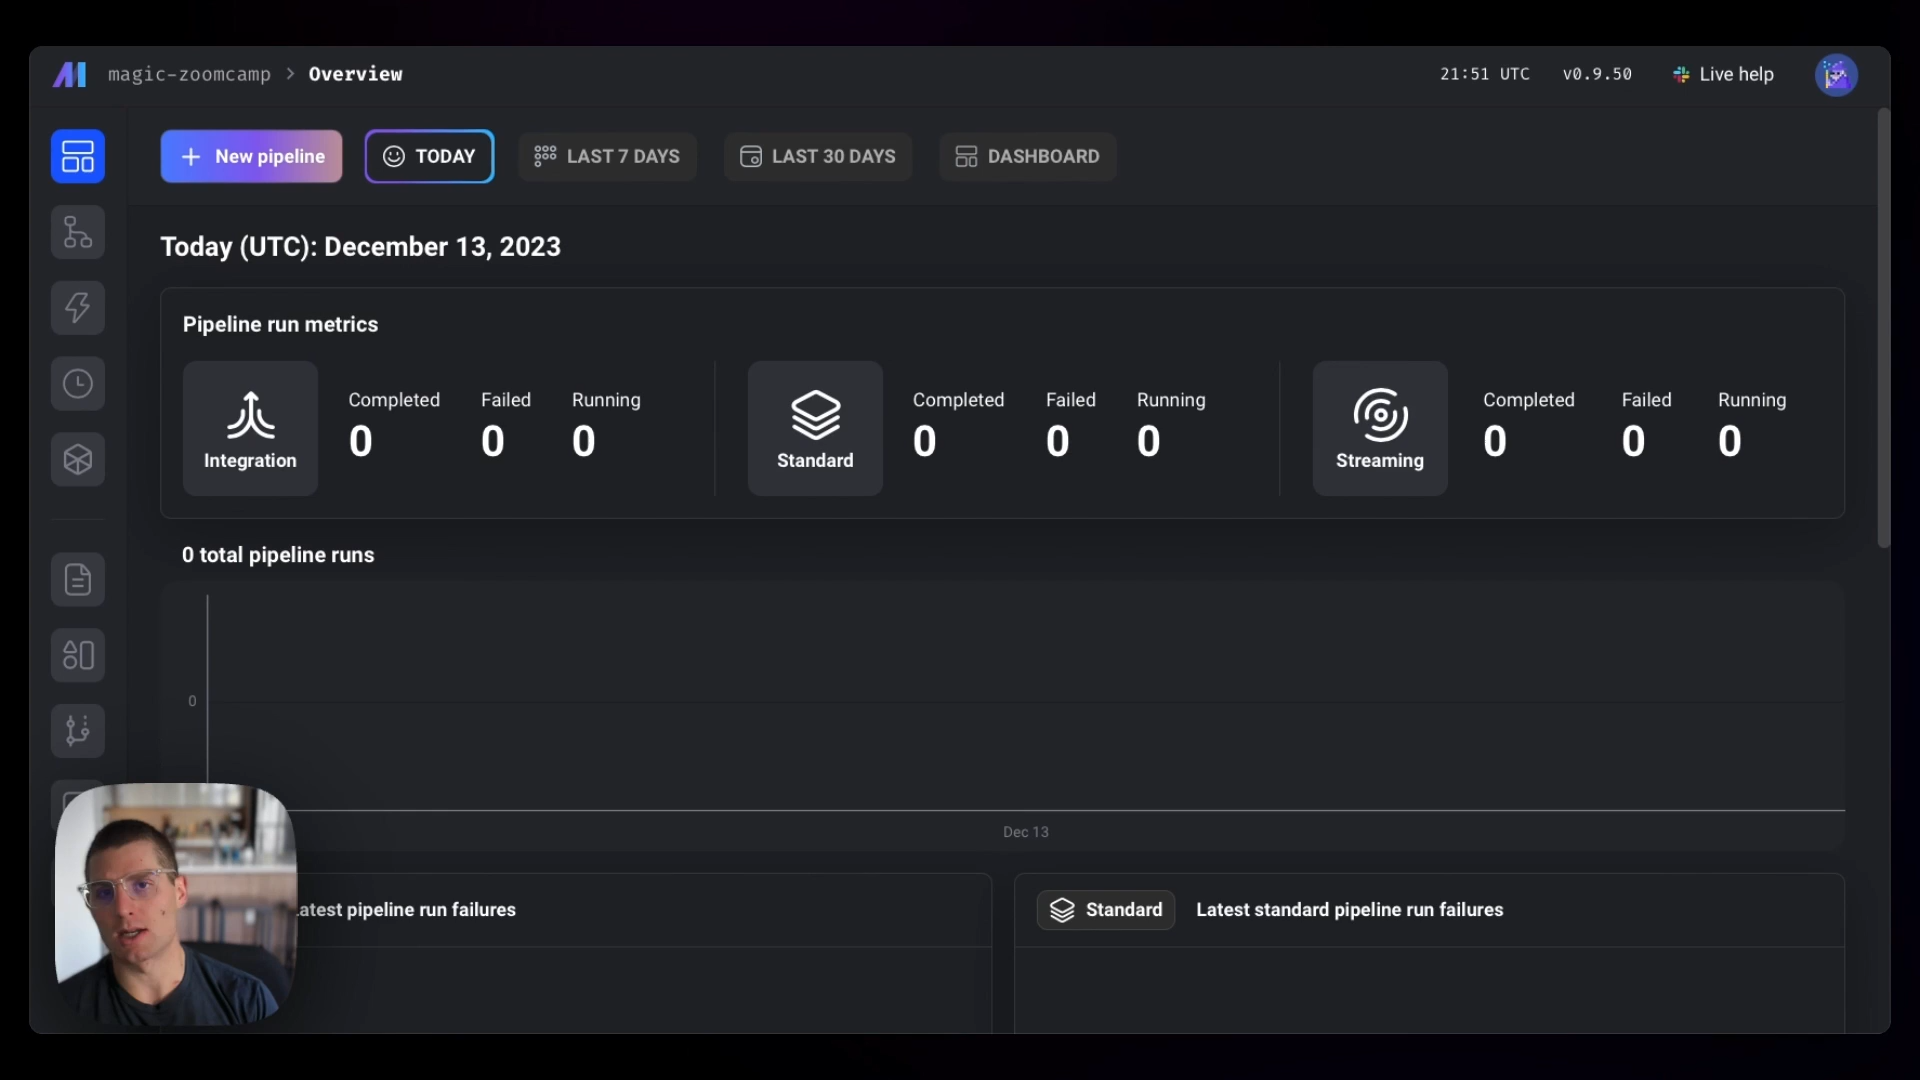 magic-zoomcamp > Overview
21:51 UTC v0.9.50 Live help
New pipeline TODAY LAST 7 DAYS LAST 30 DAYS DASHBOARD
Today (UTC): December 13, 2023
Pipeline run metrics
Integration
Completed Failed Running
0 0 0
Standard
Completed Failed Running
0 0 0
Streaming
Completed Failed Running
0 0 0
0 total pipeline runs
0
Dec 13
atest pipeline run failures
Standard Latest standard pipeline run failures